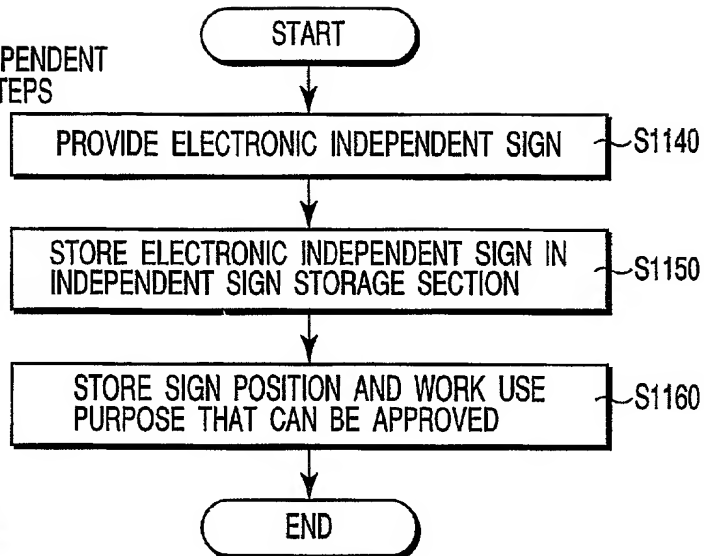 START
PENDENT
TEPS
PROVIDE ELECTRONIC INDEPENDENT SIGN
S1140
STORE ELECTRONIC INDEPENDENT SIGN IN
INDEPENDENT SIGN STORAGE SECTION
S1150
STORE SIGN POSITION AND WORK USE
PURPOSE THAT CAN BE APPROVED
S1160
END